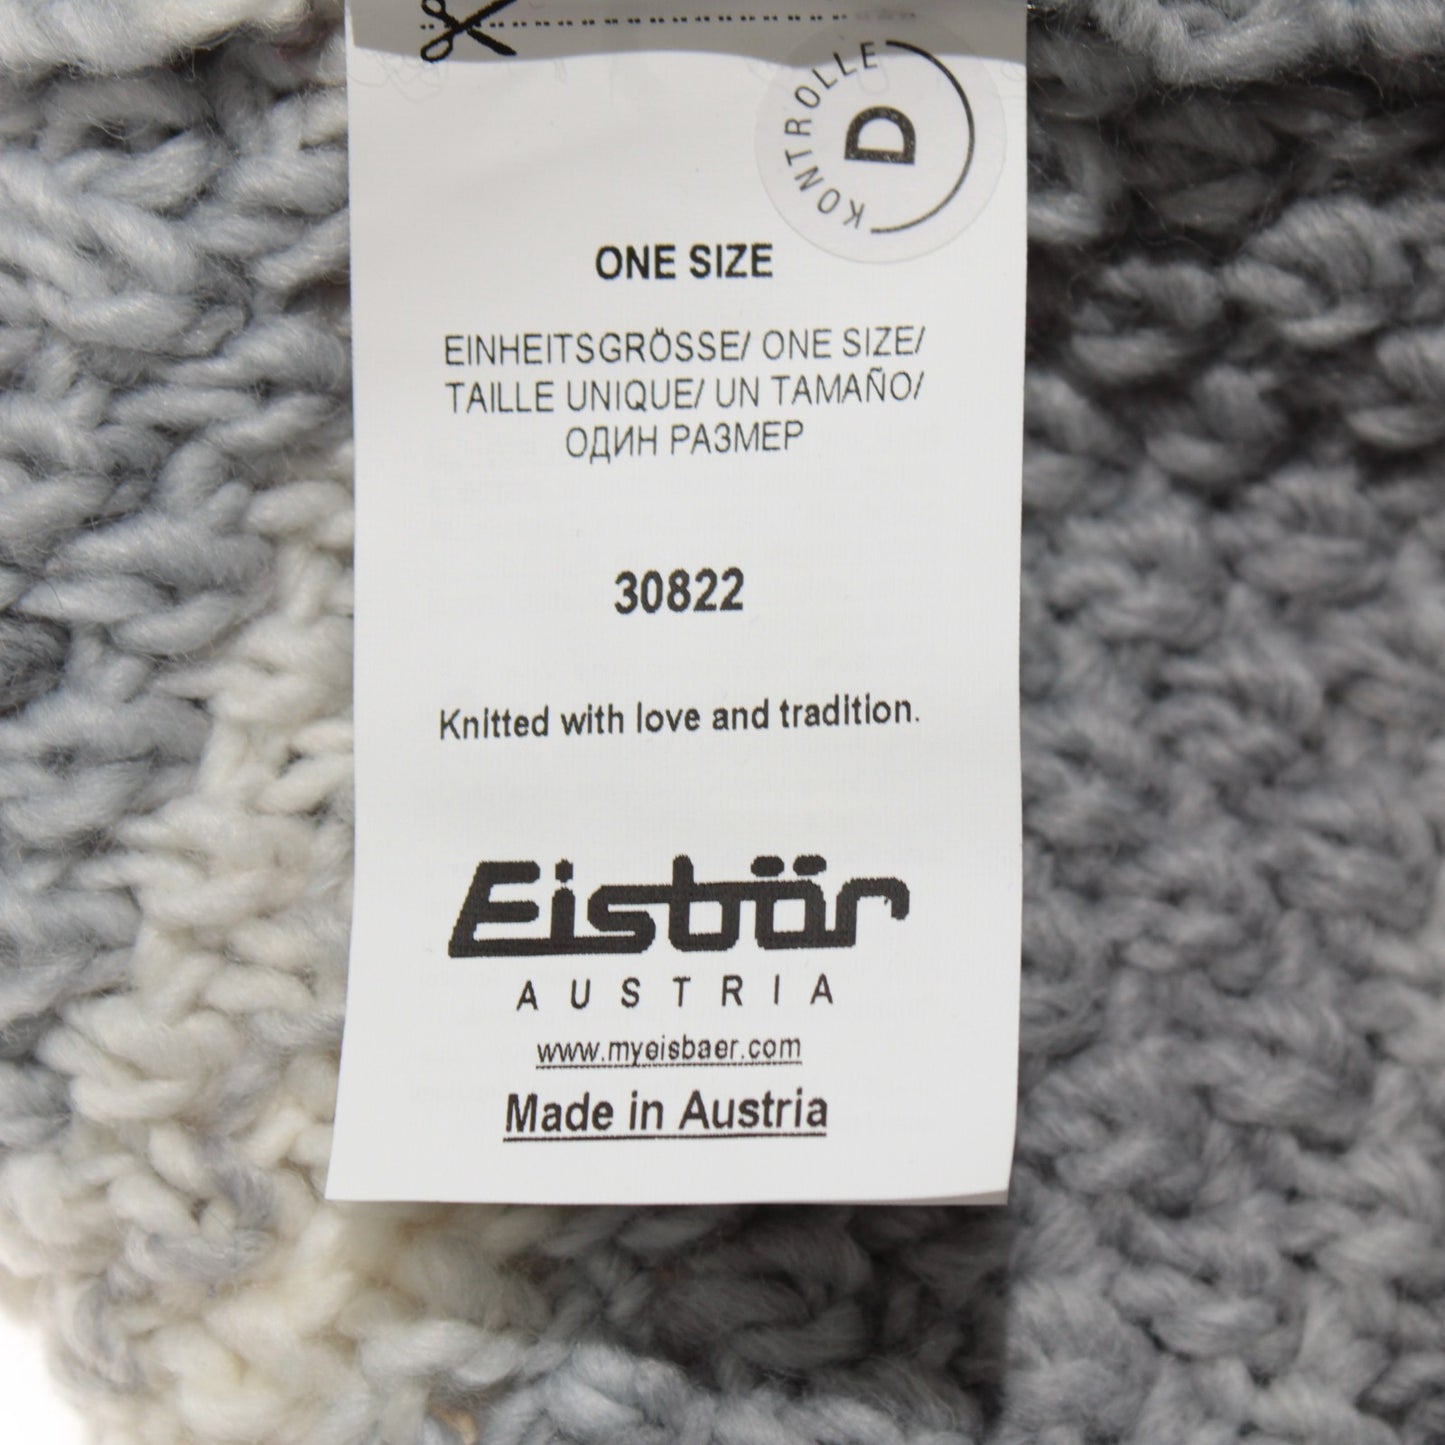 KONTROLLE
D
ONE SIZE
EINHEITSGRÖSSE/ ONE SIZE/
TAILLE UNIQUE/ UN TAMAÑO/
ОДИН РАЗМЕР
30822
Knitted with love and tradition.
Eisbär
AUSTRIA
www.myeisbaer.com
Made in Austria